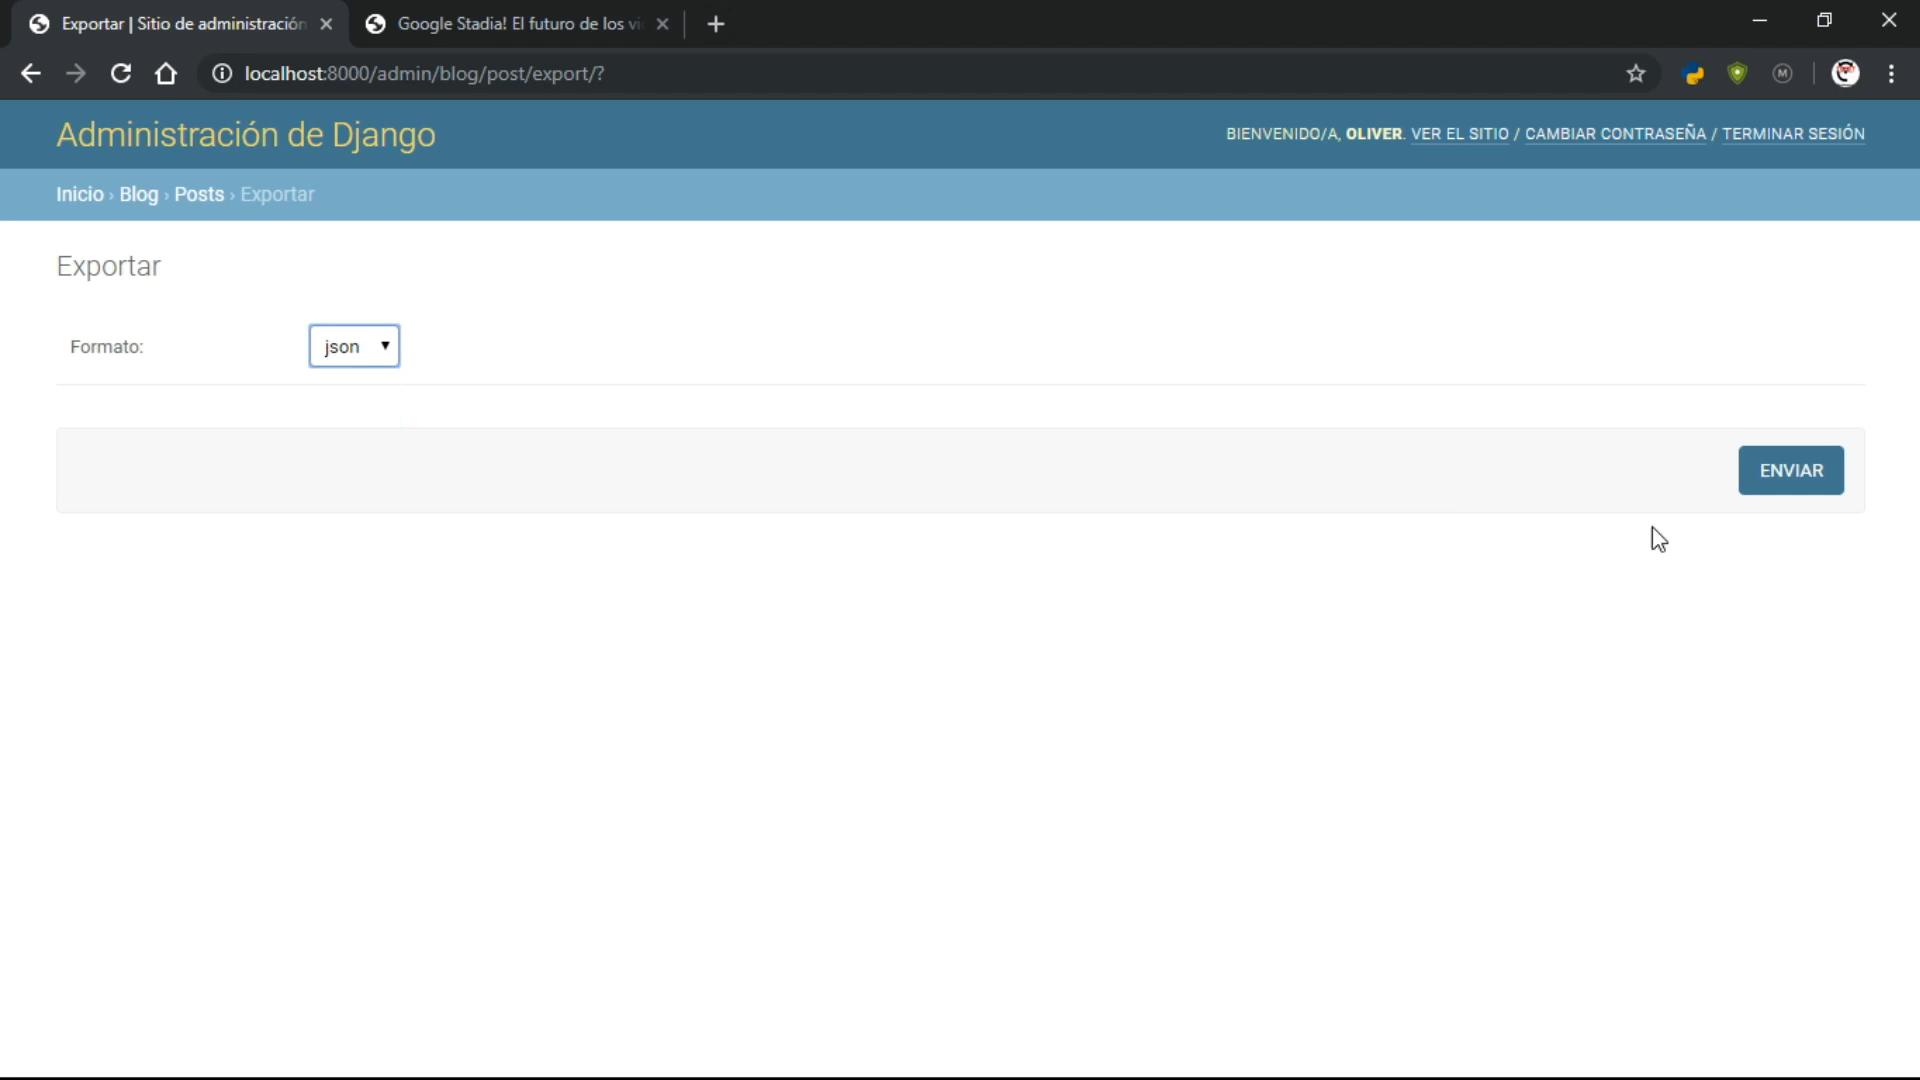 Exportar | Sitio de administración
Google Stadia! El futuro de los vi
localhost:8000/admin/blog/post/export/?
M
Administración de Django
BIENVENIDO/A, OLIVER. VER EL SITIO / CAMBIAR CONTRASEÑA / TERMINAR SESIÓN
Inicio › Blog › Posts › Exportar
Exportar
Formato:
json
ENVIAR